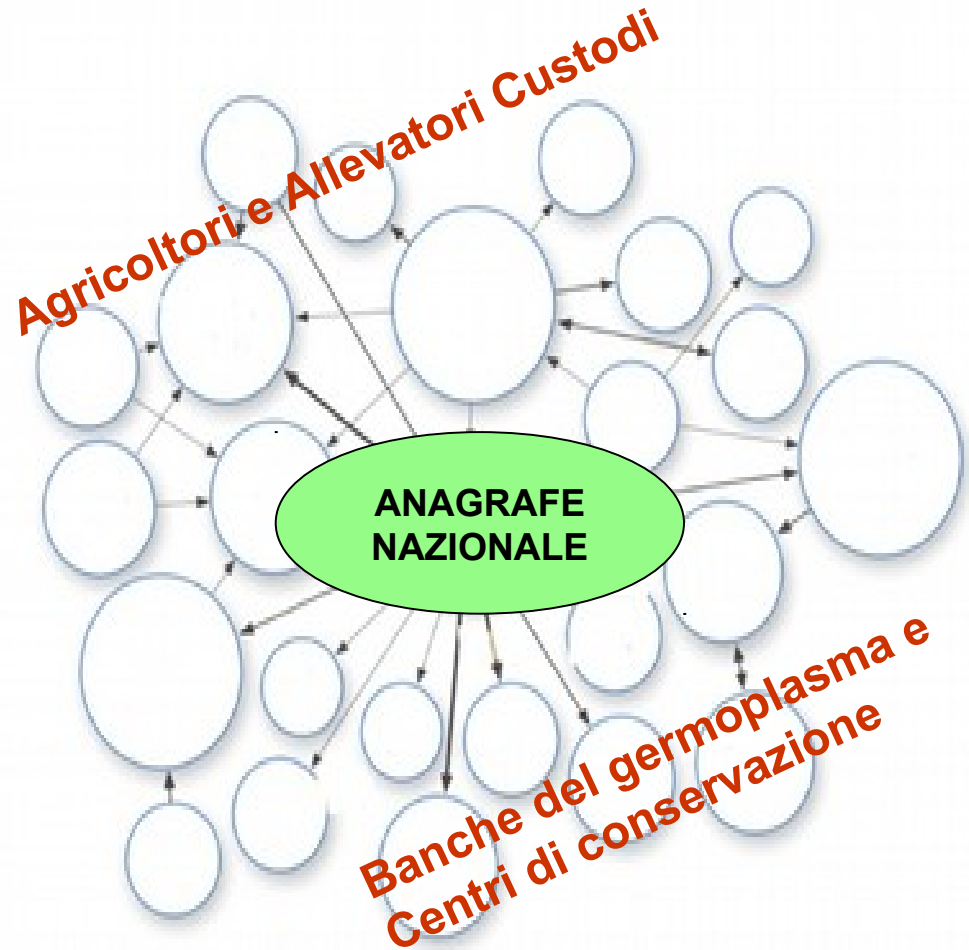 Agricoltori e Allevatori Custodi
ANAGRAFE
NAZIONALE
Banche del germoplasma e
Centri di conservazione